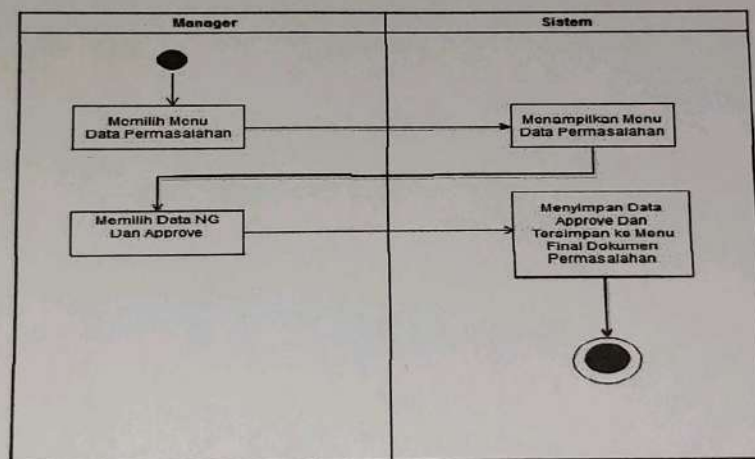 Manager
Sistem
Memilih Menu
Data Permasalahan
Menampilkan Menu
Data Permasalahan
Memilih Data NG
Dan Approve
Menyimpan Data
Approve Dan
Tersimpan ke Menu
Final Dokumen
Permasalahan